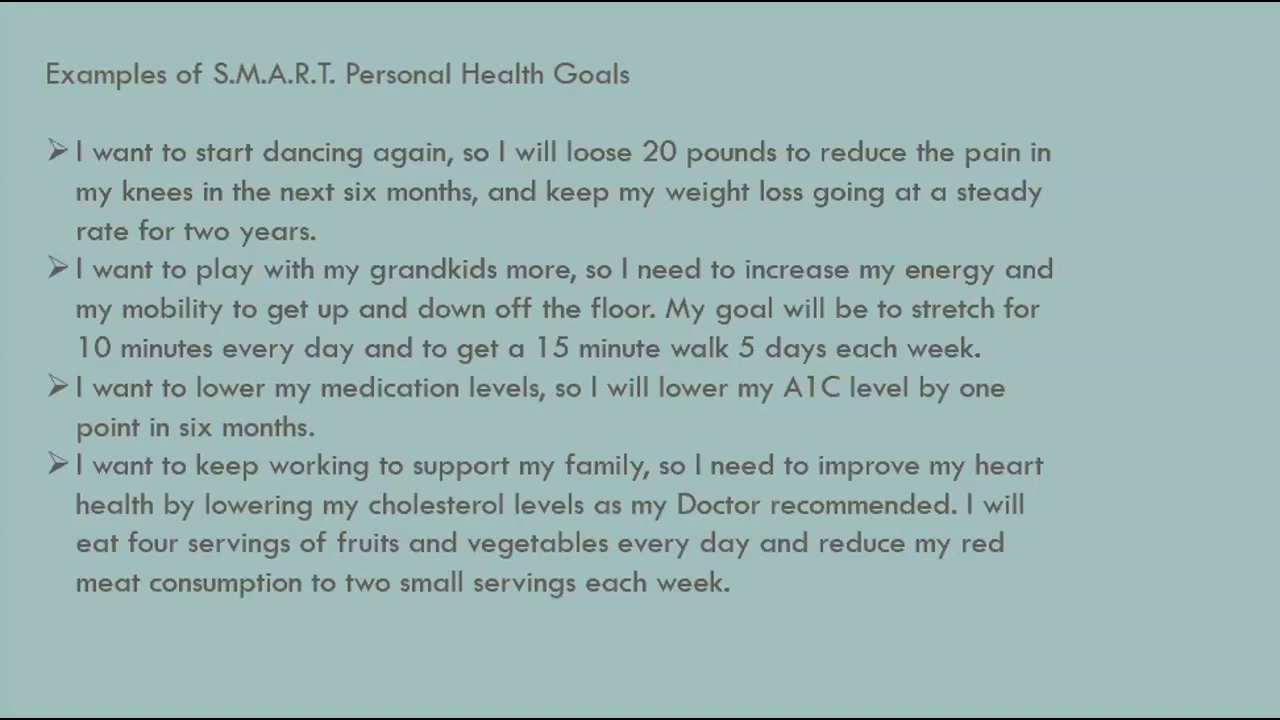 Examples of S.M.A.R.T. Personal Health Goals
➢ I want to start dancing again, so I will loose 20 pounds to reduce the pain in
my knees in the next six months, and keep my weight loss going at a steady
rate for two years.
➢ I want to play with my grandkids more, so I need to increase my energy and
my mobility to get up and down off the floor. My goal will be to stretch for
10 minutes every day and to get a 15 minute walk 5 days each week.
➢ I want to lower my medication levels, so I will lower my A1C level by one
point in six months.
➢ I want to keep working to support my family, so I need to improve my heart
health by lowering my cholesterol levels as my Doctor recommended. I will
eat four servings of fruits and vegetables every day and reduce my red
meat consumption to two small servings each week.